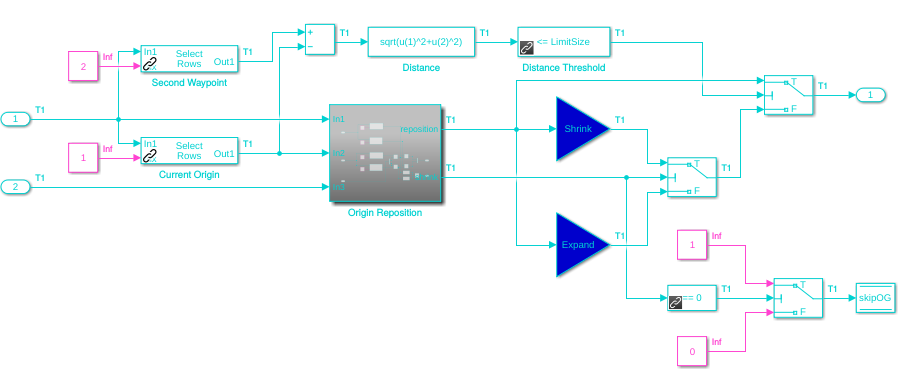 Inf
2
In1
Select
Rows
Out1
T1
Second Waypoint
+
−
T1
sqrt(u(1)^2+u(2)^2)
Distance
T1
<= LimitSize
Distance Threshold
T1
T
F
T1
1
1
T1
Inf
1
In1
Select
Rows
Out1
T1
Current Origin
2
T1
In1
In2
In3
reposition
T1
T1
Origin Reposition
Shrink
T1
Expand
T1
T
F
T1
1
Inf
== 0
T1
T
F
T1
skipOG
0
Inf